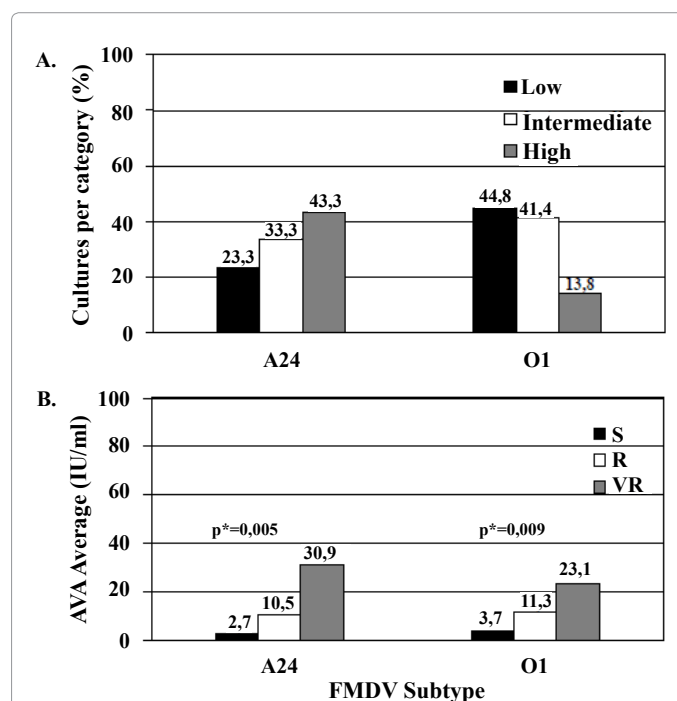 A.
Cultures per category (%)
100
80
60
40
20
0
Low
Intermediate
High
23,3
33,3
43,3
44,8
41,4
13,8
A24
O1
B.
AVA Average (IU/ml)
100
80
60
40
20
0
S
R
VR
p*=0,005
p*=0,009
2,7
10,5
30,9
3,7
11,3
23,1
A24
O1
FMDV Subtype